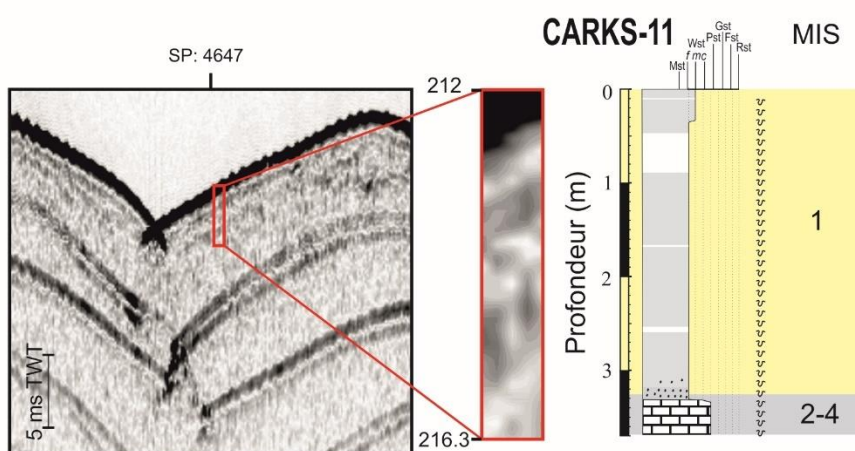 SP: 4647
5 ms TWT
212
216.3
CARKS-11
Mst
f mc
Wst
Pst
Gst
Fst
Rst
MIS
Profondeur (m)
0
1
2
3
1
2-4